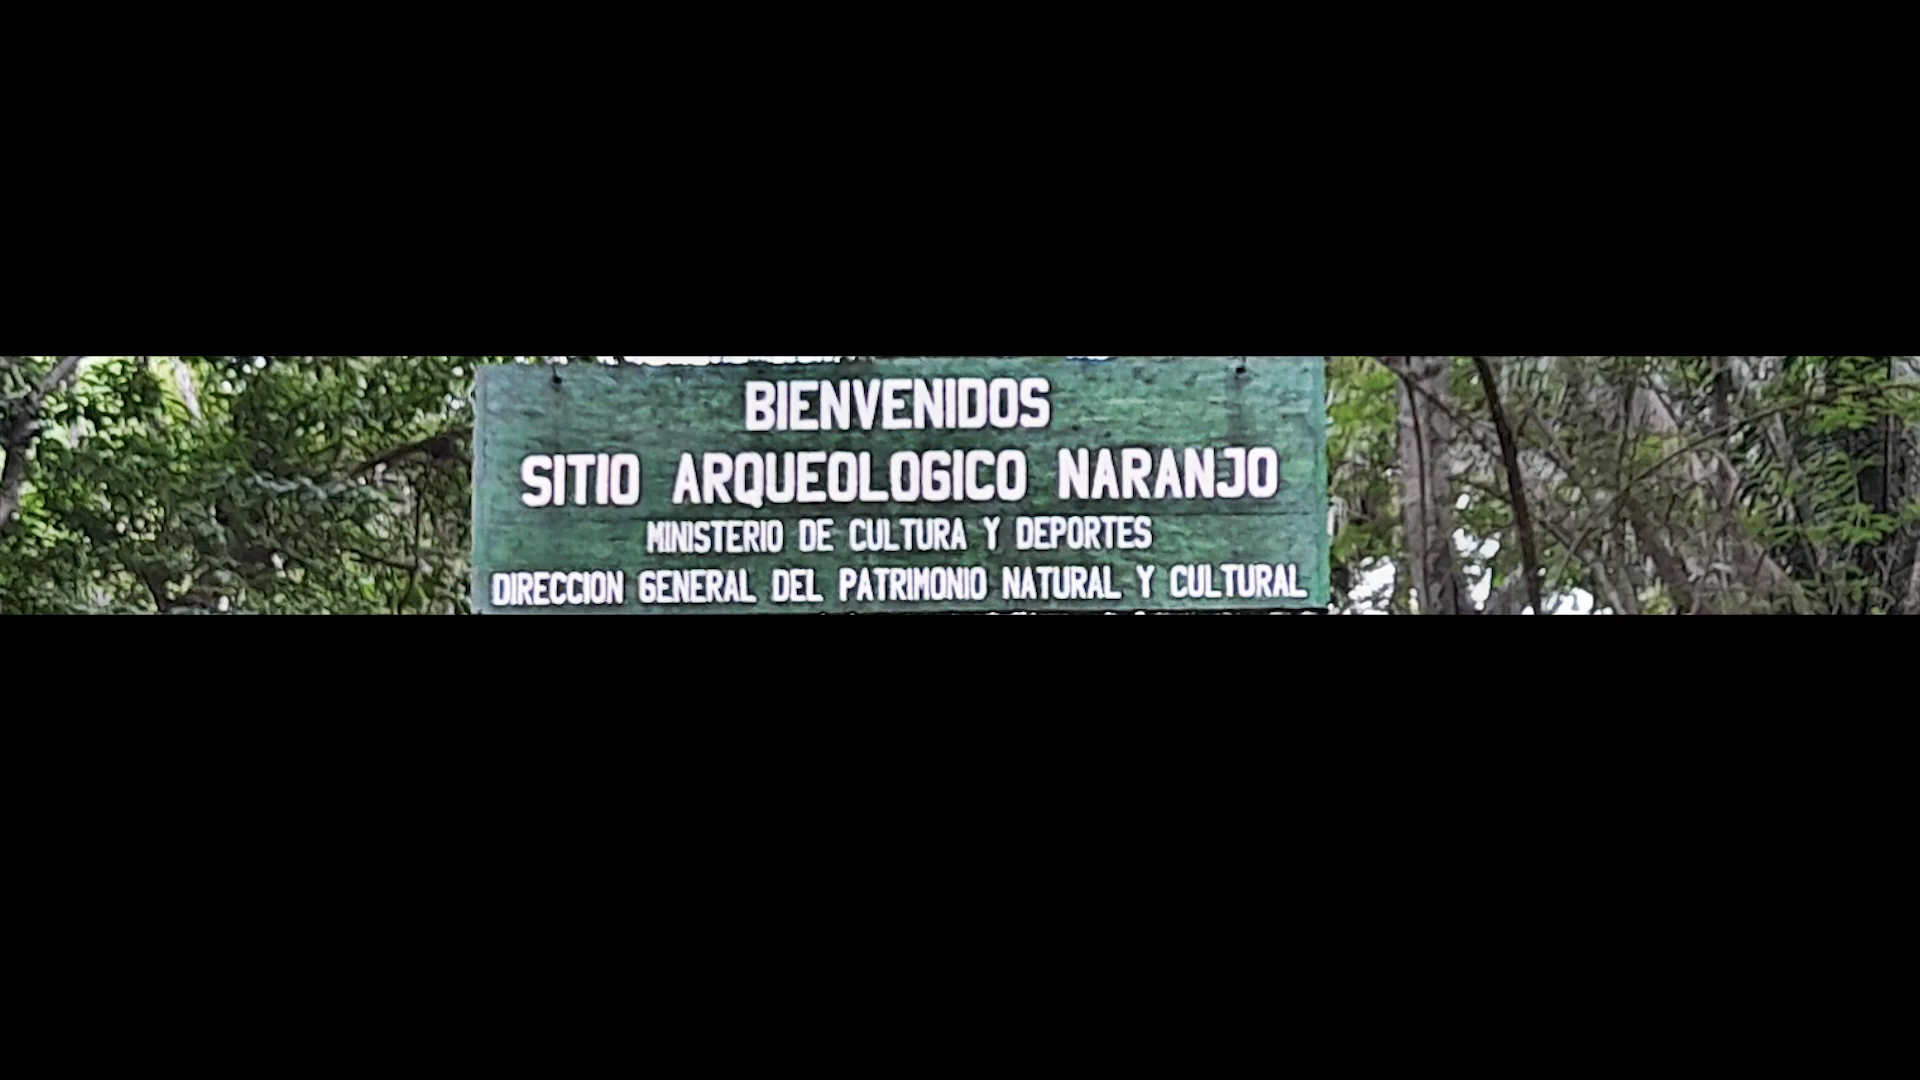 BIENVENIDOS
SITIO ARQUEOLOGICO NARANJO
MINISTERIO DE CULTURA Y DEPORTES
DIRECCION GENERAL DEL PATRIMONIO NATURAL Y CULTURAL